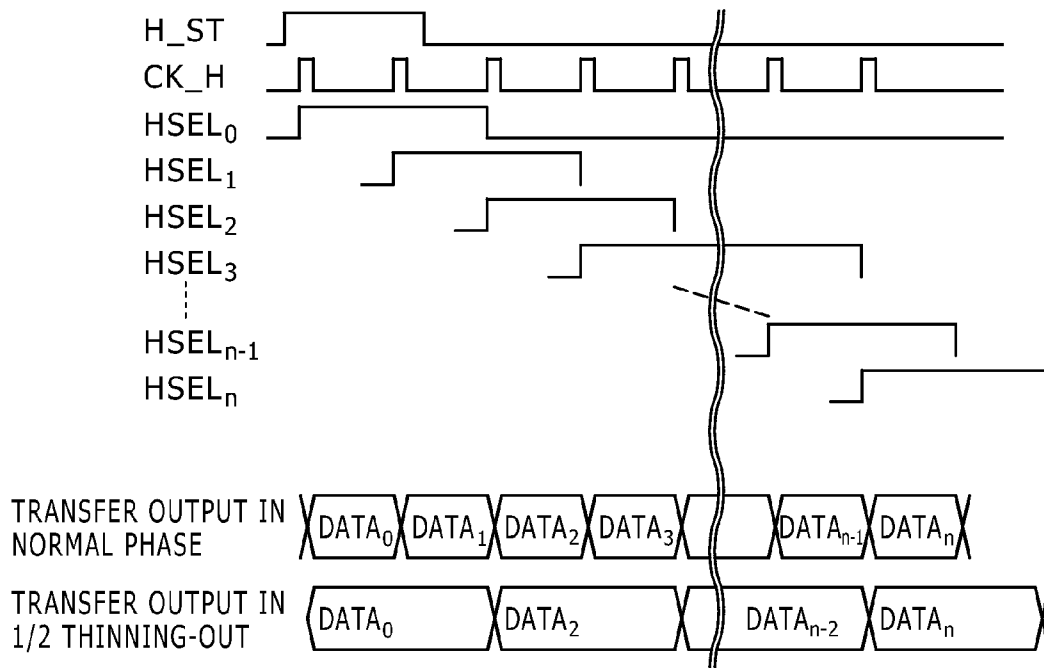 H_ST
CK_H
HSEL₀
HSEL₁
HSEL₂
HSEL₃
HSELₙ₋₁
HSELₙ
TRANSFER OUTPUT IN
NORMAL PHASE
DATA₀ DATA₁ DATA₂ DATA₃ DATAₙ₋₁ DATAₙ
TRANSFER OUTPUT IN
1/2 THINNING-OUT
DATA₀ DATA₂ DATAₙ₋₂ DATAₙ